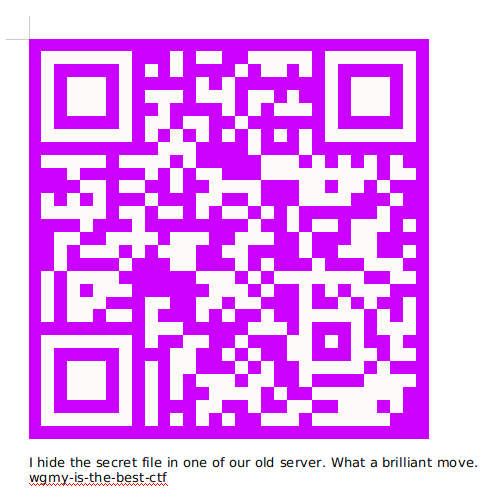 I hide the secret file in one of our old server. What a brilliant move.
wgmy-is-the-best-ctf